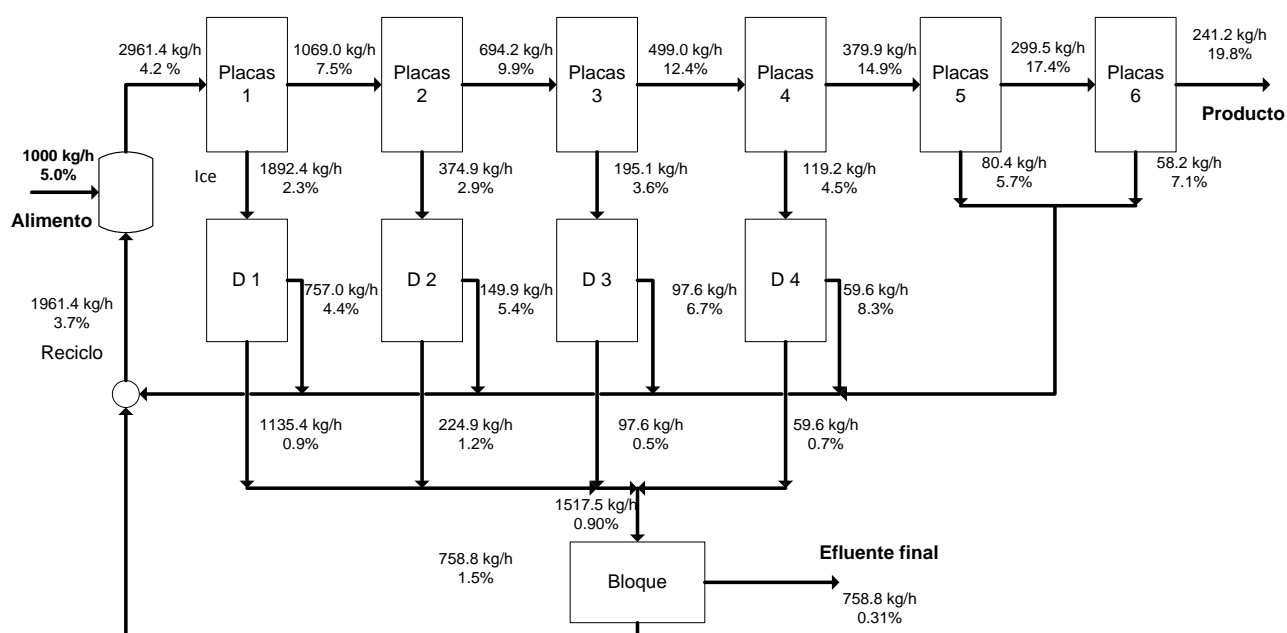 2961.4 kg/h
4.2 %
Placas
1
1069.0 kg/h
7.5%
Placas
2
694.2 kg/h
9.9%
Placas
3
499.0 kg/h
12.4%
Placas
4
379.9 kg/h
14.9%
Placas
5
299.5 kg/h
17.4%
Placas
6
241.2 kg/h
19.8%
Producto
1000 kg/h
5.0%
Alimento
Ice
1892.4 kg/h
2.3%
374.9 kg/h
2.9%
195.1 kg/h
3.6%
119.2 kg/h
4.5%
80.4 kg/h
5.7%
58.2 kg/h
7.1%
D 1
757.0 kg/h
4.4%
D 2
149.9 kg/h
5.4%
D 3
97.6 kg/h
6.7%
D 4
59.6 kg/h
8.3%
1961.4 kg/h
3.7%
Reciclo
1135.4 kg/h
0.9%
224.9 kg/h
1.2%
97.6 kg/h
0.5%
59.6 kg/h
0.7%
1517.5 kg/h
0.90%
758.8 kg/h
1.5%
Bloque
Efluente final
758.8 kg/h
0.31%